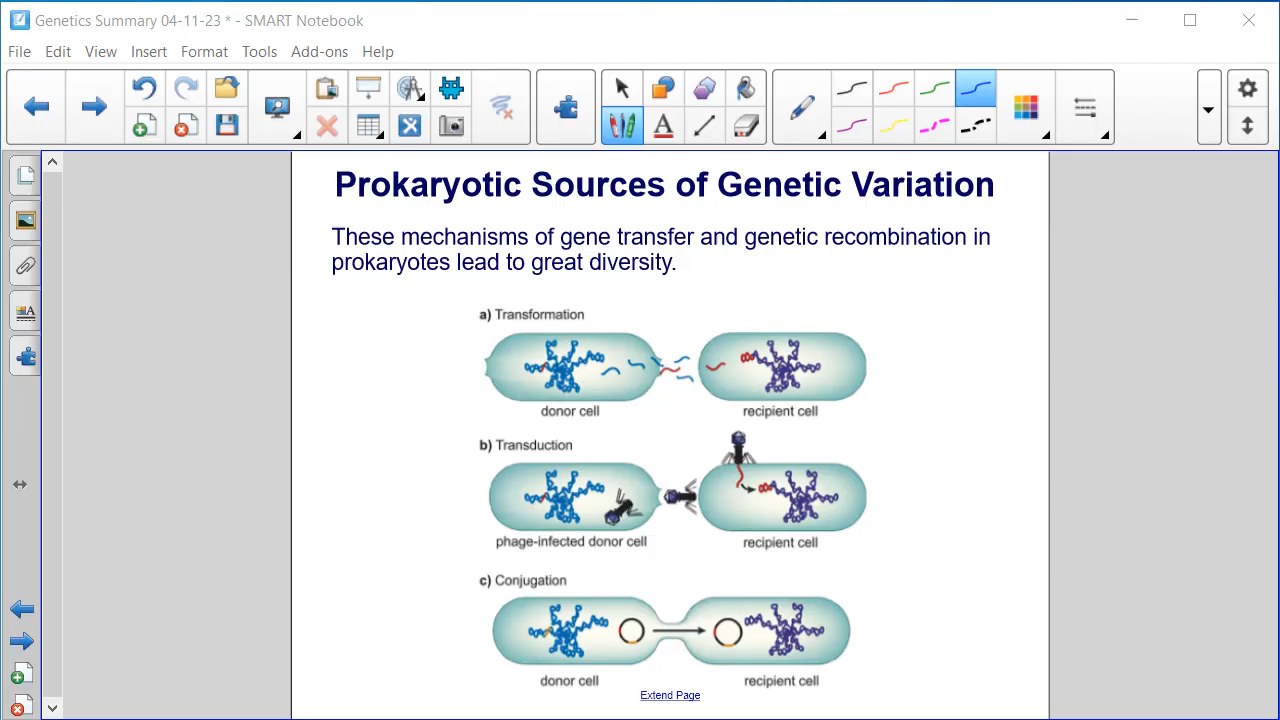 Genetics Summary 04-11-23 * - SMART Notebook
File Edit View Insert Format Tools Add-ons Help
A
A
Prokaryotic Sources of Genetic Variation
These mechanisms of gene transfer and genetic recombination in
prokaryotes lead to great diversity.
a) Transformation
donor cell recipient cell
b) Transduction
phage-infected donor cell recipient cell
c) Conjugation
donor cell recipient cell
Extend Page